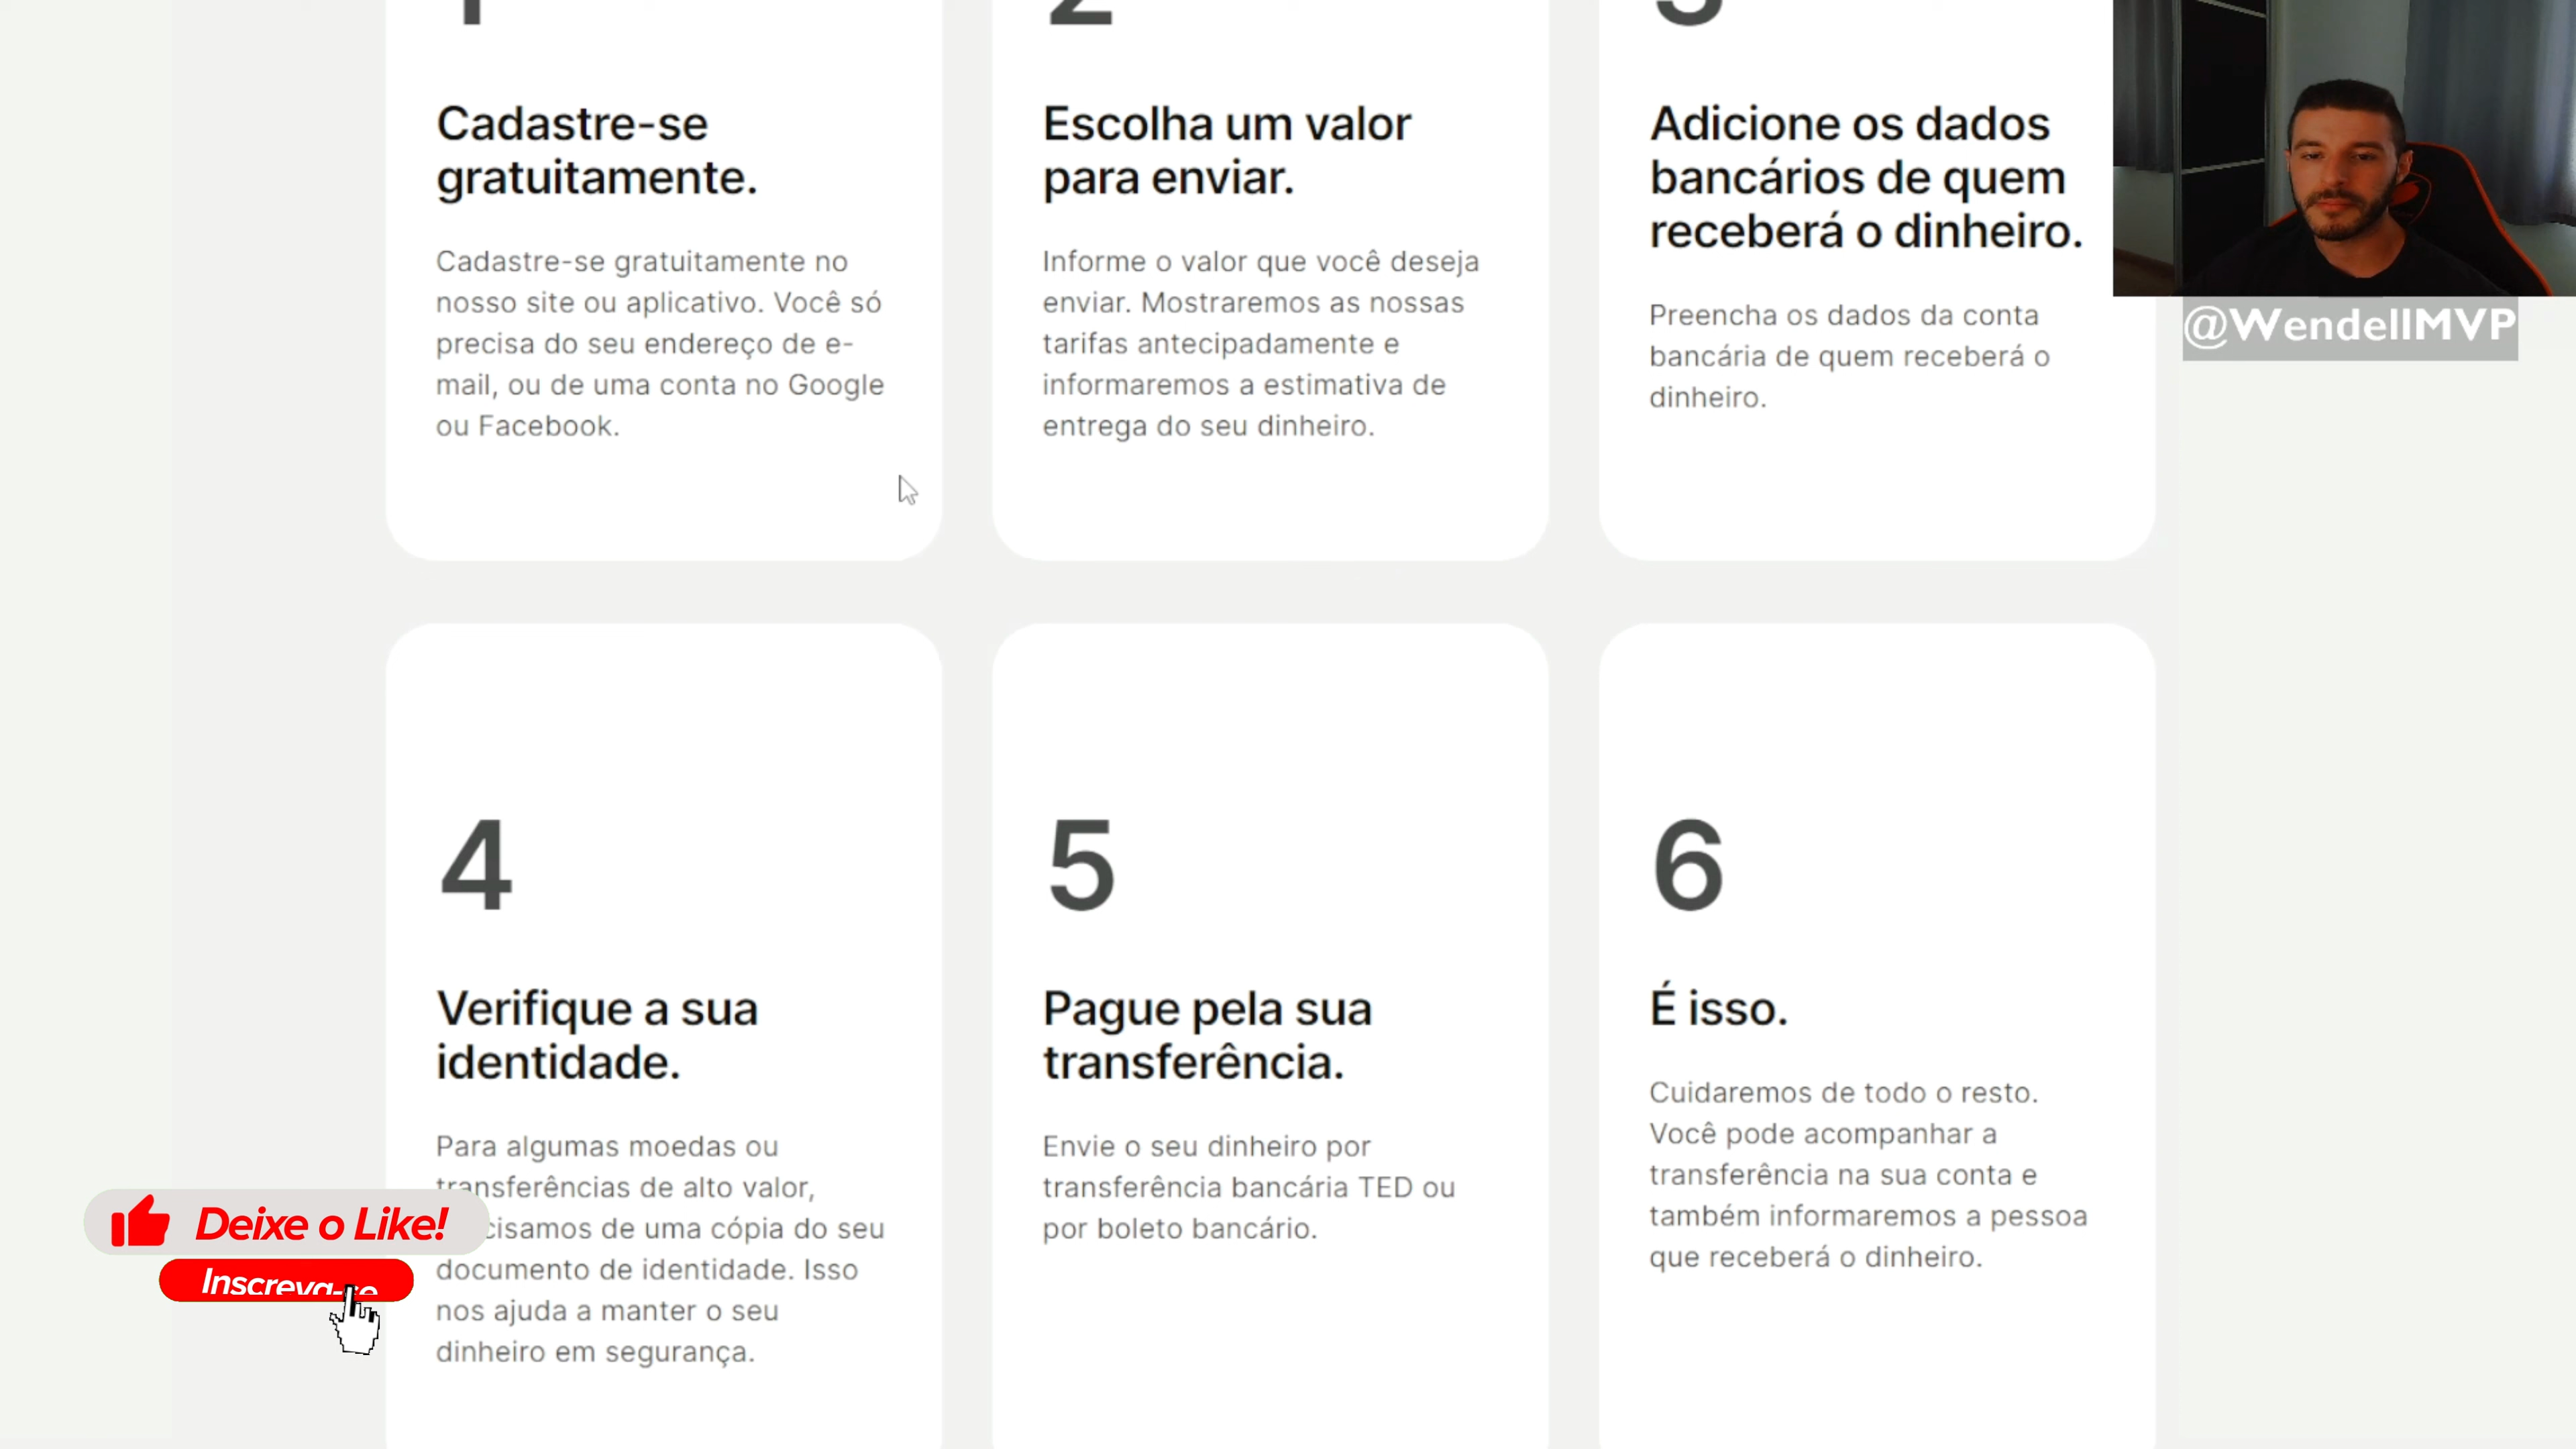 Cadastre-se
gratuitamente.
Cadastre-se gratuitamente no
nosso site ou aplicativo. Você só
precisa do seu endereço de e-
mail, ou de uma conta no Google
ou Facebook.
2
Escolha um valor
para enviar.
Informe o valor que você deseja
enviar. Mostraremos as nossas
tarifas antecipadamente e
informaremos a estimativa de
entrega do seu dinheiro.
3
Adicione os dados
bancários de quem
receberá o dinheiro.
Preencha os dados da conta
bancária de quem receberá o
dinheiro.
@WendellMVP
4
Verifique a sua
identidade.
Para algumas moedas ou
transferências de alto valor,
cisamos de uma cópia do seu
documento de identidade. Isso
nos ajuda a manter o seu
dinheiro em segurança.
5
Pague pela sua
transferência.
Envie o seu dinheiro por
transferência bancária TED ou
por boleto bancário.
6
É isso.
Cuidaremos de todo o resto.
Você pode acompanhar a
transferência na sua conta e
também informaremos a pessoa
que receberá o dinheiro.
Deixe o Like!
Inscreva-se